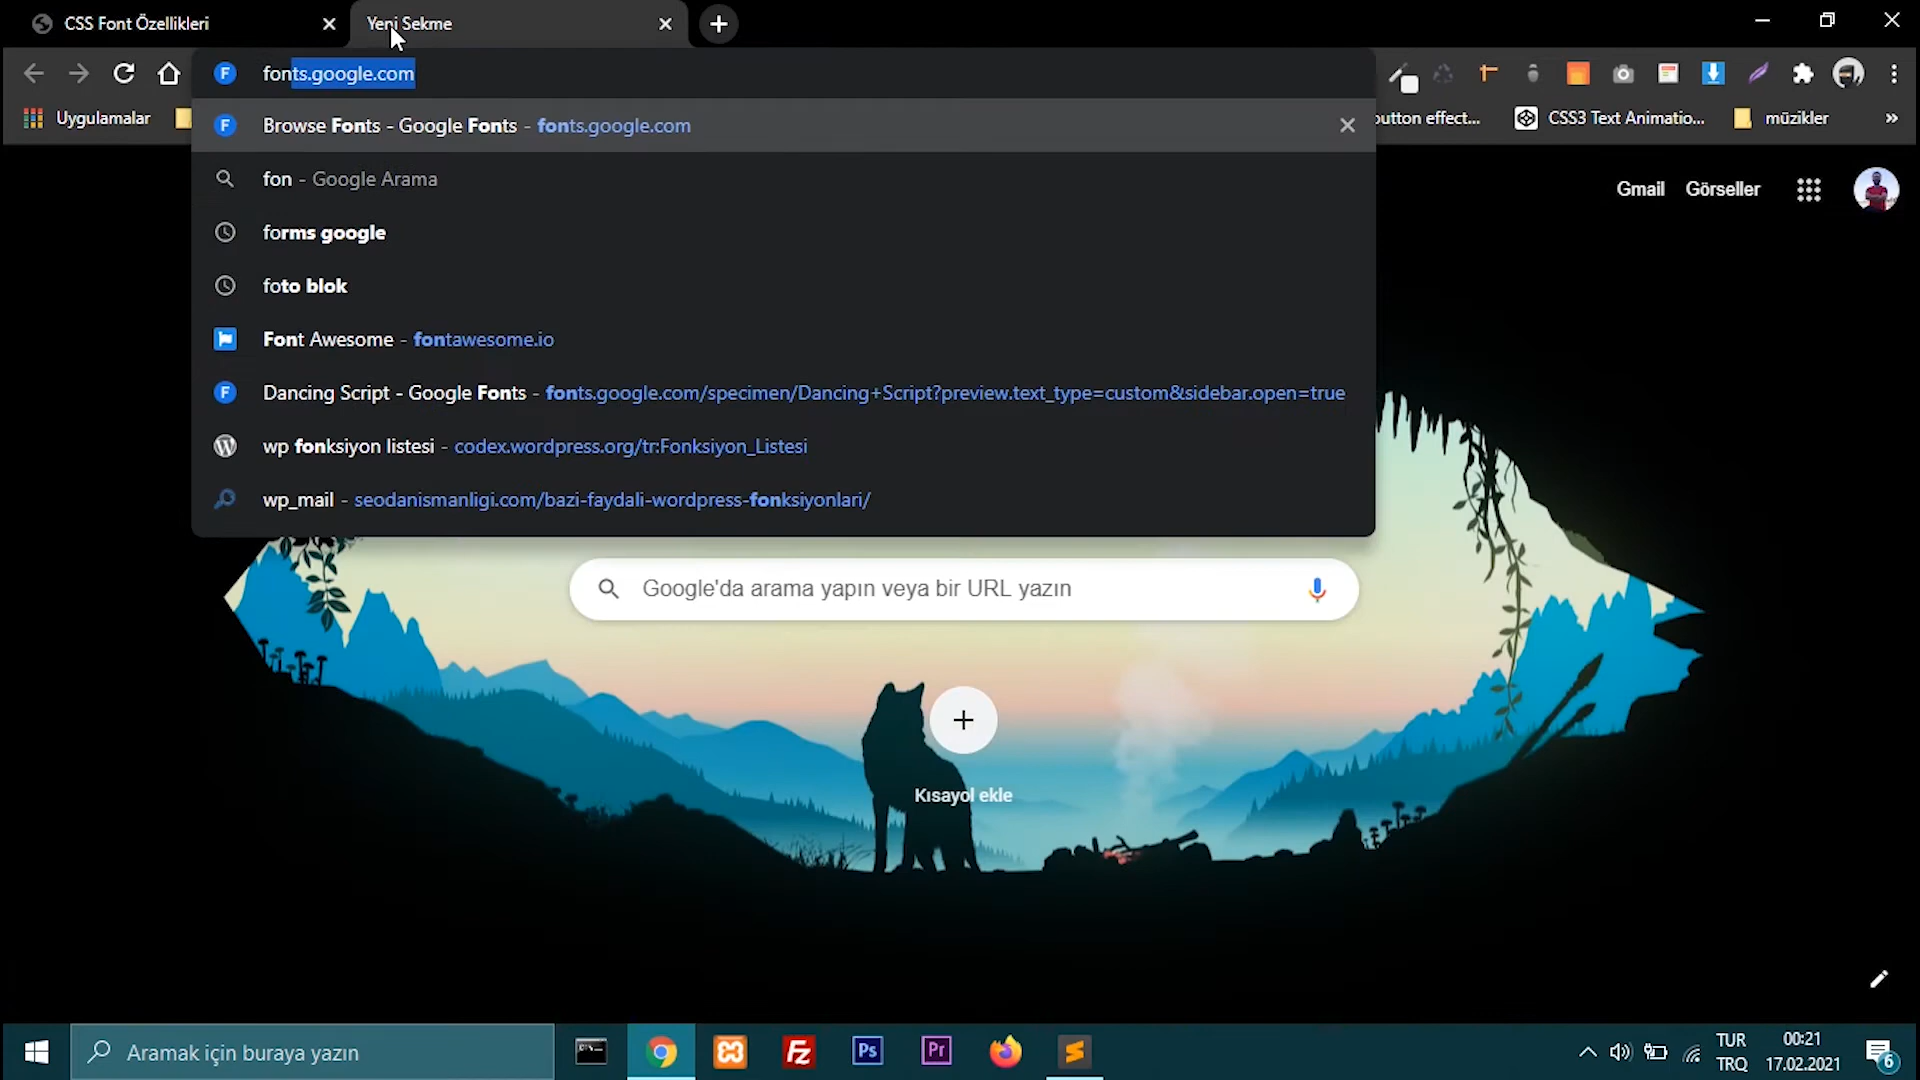 CSS Font Özellikleri
Yeni Sekme
fonts.google.com
Uygulamalar
button effect...
CSS3 Text Animatio...
müzikler
»
Browse Fonts - Google Fonts - fonts.google.com
fon - Google Arama
forms google
foto blok
Font Awesome - fontawesome.io
Dancing Script - Google Fonts - fonts.google.com/specimen/Dancing+Script?preview.text_type=custom&sidebar.open=true
wp fonksiyon listesi - codex.wordpress.org/tr:Fonksiyon_Listesi
wp_mail - seodanismanligi.com/bazi-faydali-wordpress-fonksiyonlari/
Gmail
Görseller
Google'da arama yapın veya bir URL yazın
Kısayol ekle
Aramak için buraya yazın
Ps
Pr
TUR
TRQ
00:21
17.02.2021
6